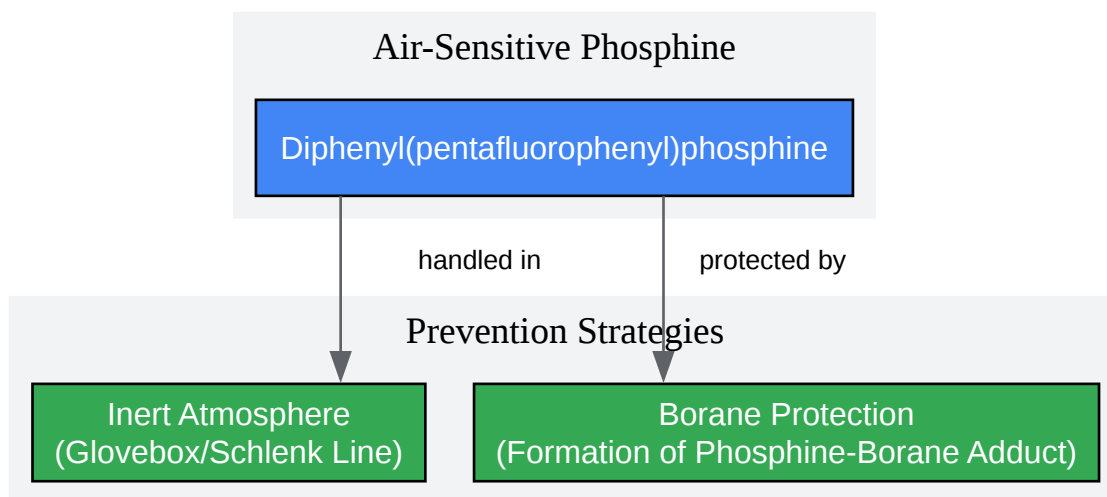 Air-Sensitive Phosphine
Diphenyl(pentafluorophenyl)phosphine
handled in
protected by
Prevention Strategies
Inert Atmosphere
(Glovebox/Schlenk Line)
Borane Protection
(Formation of Phosphine-Borane Adduct)